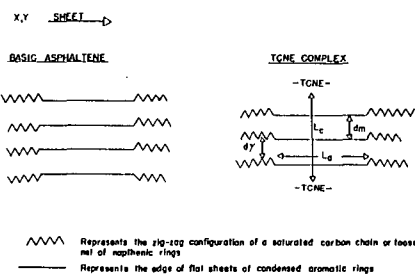 X,Y SHEET
BASIC ASPHALTENE
TCNE COMPLEX
-TCNE-
Lc
dm
dγ
La
-TCNE-
Represents the zig-zag configuration of a saturated carbon chain or loose
net of napthenic rings
Represents the edge of flat sheets of condensed aromatic rings